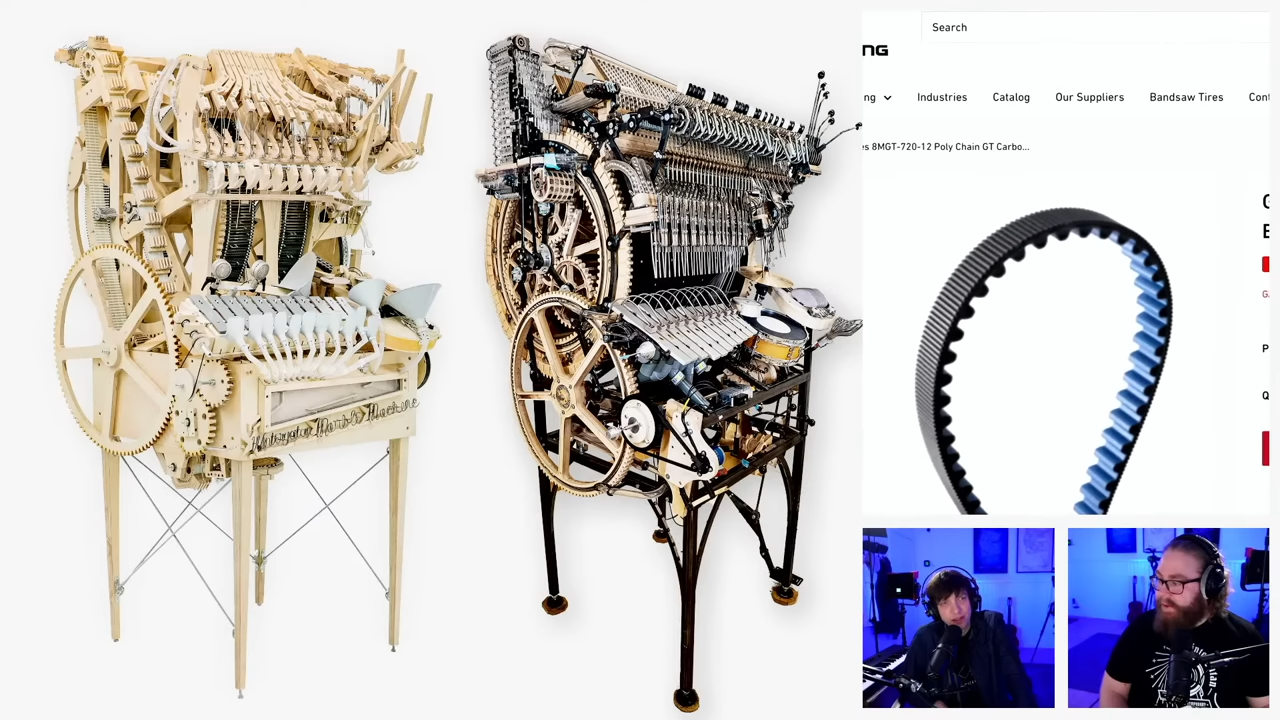 Search
NG
ng
Industries
Catalog
Our Suppliers
Bandsaw Tires
Cont
es 8MGT-720-12 Poly Chain GT Carbo...
G
E
G
P
Q
Wintergatan Marble Machine